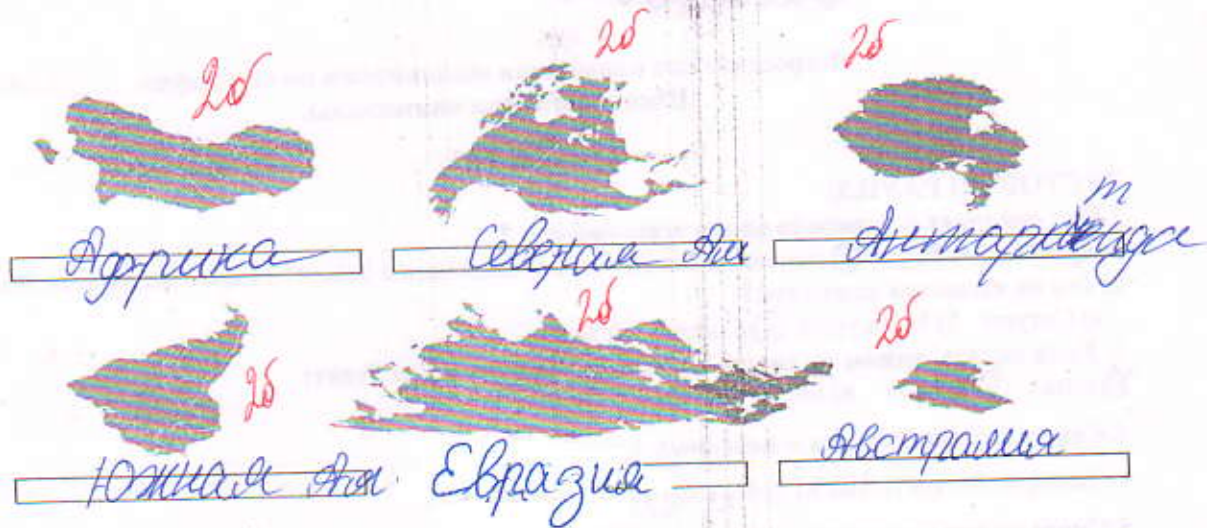 2б 2б 2б
Африка Северная Ам Антарктида
2б 2б 2б
Южная Ам. Евразия Австралия